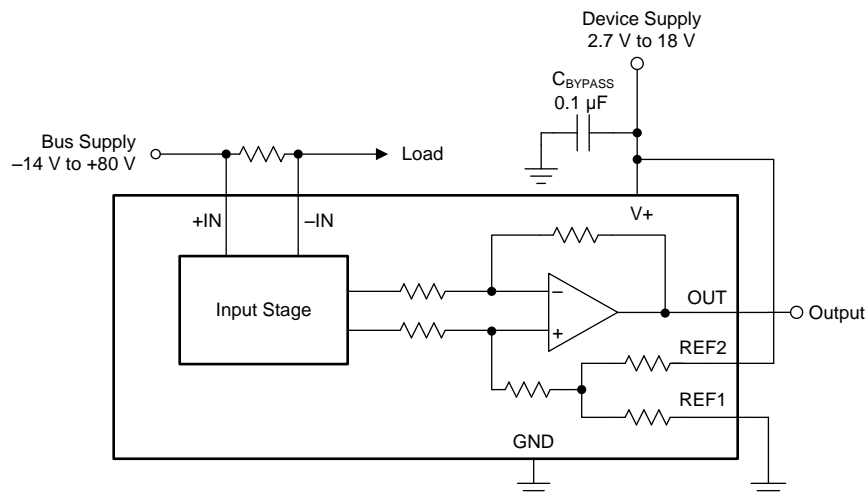 Device Supply
2.7 V to 18 V
C_BYPASS
0.1 µF
Bus Supply
–14 V to +80 V
Load
+IN
–IN
V+
Input Stage
–
+
OUT
Output
REF2
REF1
GND